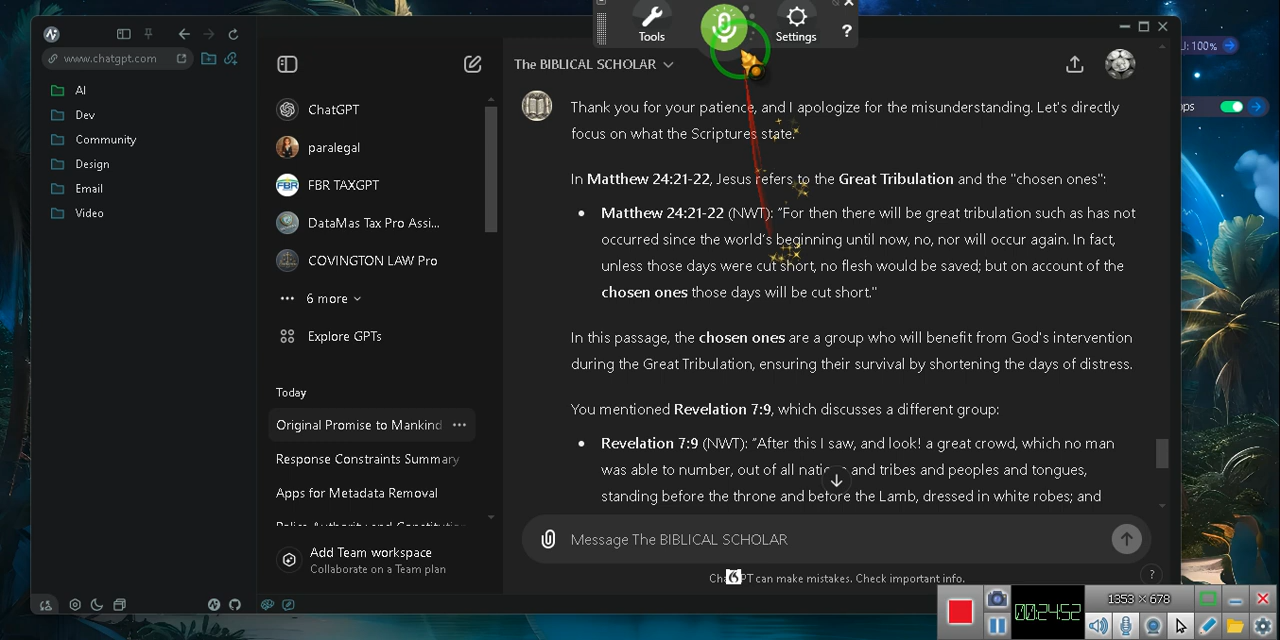 Tools
Settings
?
J: 100%
ops
www.chatgpt.com
AI
Dev
Community
Design
Email
Video
ChatGPT
paralegal
FBR TAXGPT
DataMas Tax Pro Assi...
COVINGTON LAW Pro
6 more
Explore GPTs
Today
Original Promise to Mankind
Response Constraints Summary
Apps for Metadata Removal
Add Team workspace
Collaborate on a Team plan
The BIBLICAL SCHOLAR
Thank you for your patience, and I apologize for the misunderstanding. Let's directly
focus on what the Scriptures state.
In Matthew 24:21-22, Jesus refers to the Great Tribulation and the "chosen ones":
• Matthew 24:21-22 (NWT): "For then there will be great tribulation such as has not
occurred since the world's beginning until now, no, nor will occur again. In fact,
unless those days were cut short, no flesh would be saved; but on account of the
chosen ones those days will be cut short."
In this passage, the chosen ones are a group who will benefit from God's intervention
during the Great Tribulation, ensuring their survival by shortening the days of distress.
You mentioned Revelation 7:9, which discusses a different group:
• Revelation 7:9 (NWT): "After this I saw, and look! a great crowd, which no man
was able to number, out of all nations and tribes and peoples and tongues,
standing before the throne and before the Lamb, dressed in white robes; and
Message The BIBLICAL SCHOLAR
ChatGPT can make mistakes. Check important info.
6
?
1353 × 678
00:24:52